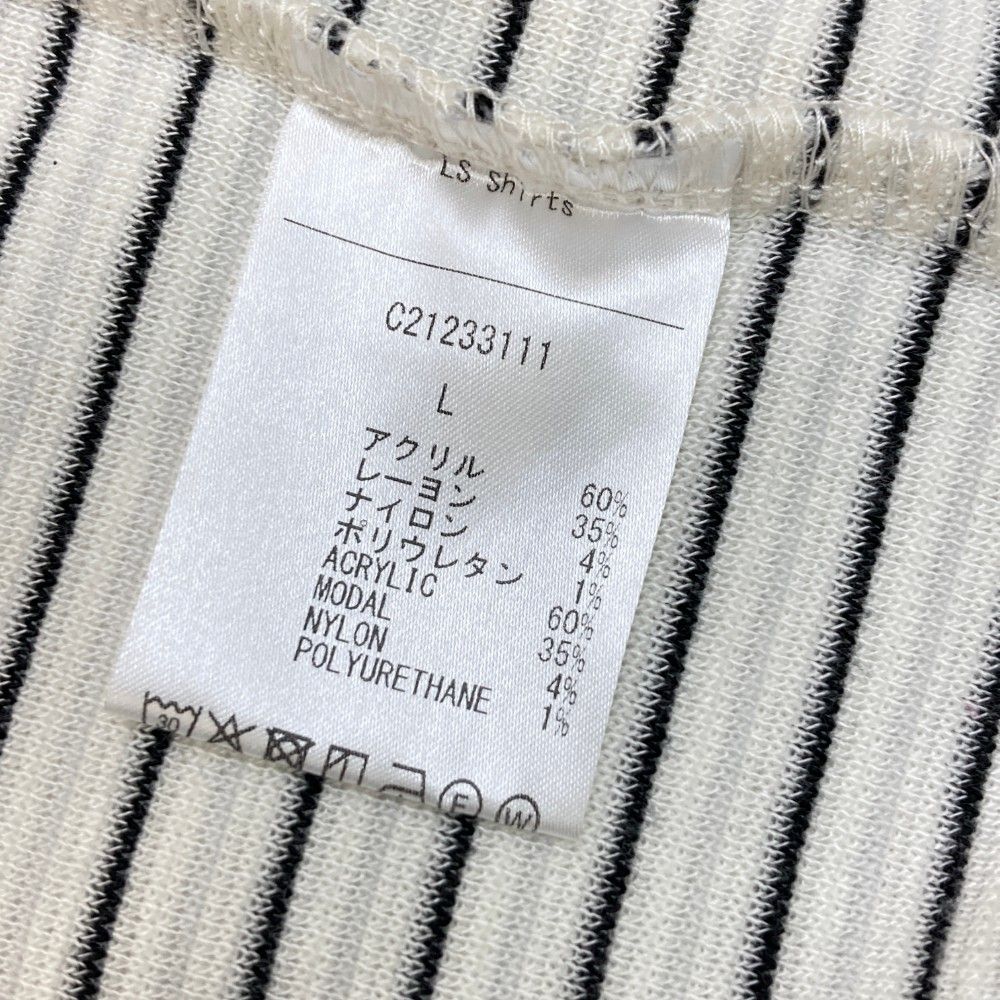 LS Shirts
C21233111
L
アクリル 60%
レーヨン 35%
ナイロン 4%
ポリウレタン 1%
ACRYLIC 60%
MODAL 35%
NYLON 4%
POLYURETHANE 1%
30 F W